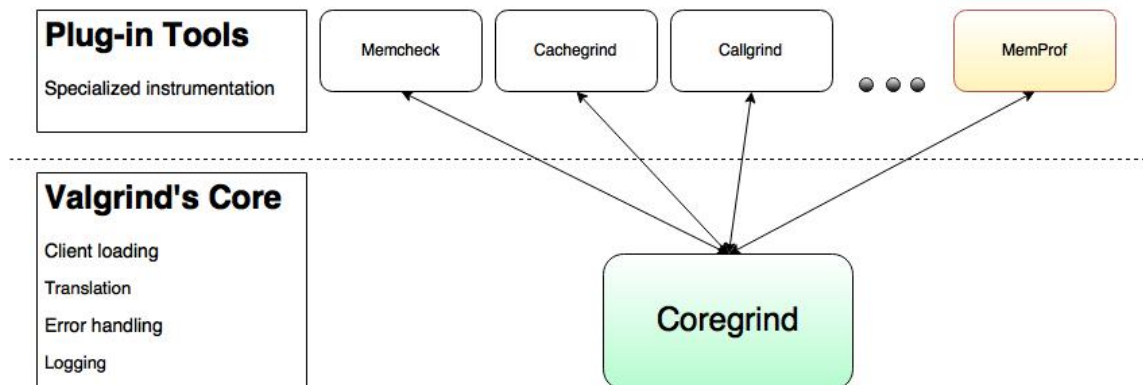 Plug-in Tools
Specialized instrumentation
Memcheck
Cachegrind
Callgrind
MemProf
Valgrind's Core
Client loading
Translation
Error handling
Logging
Coregrind